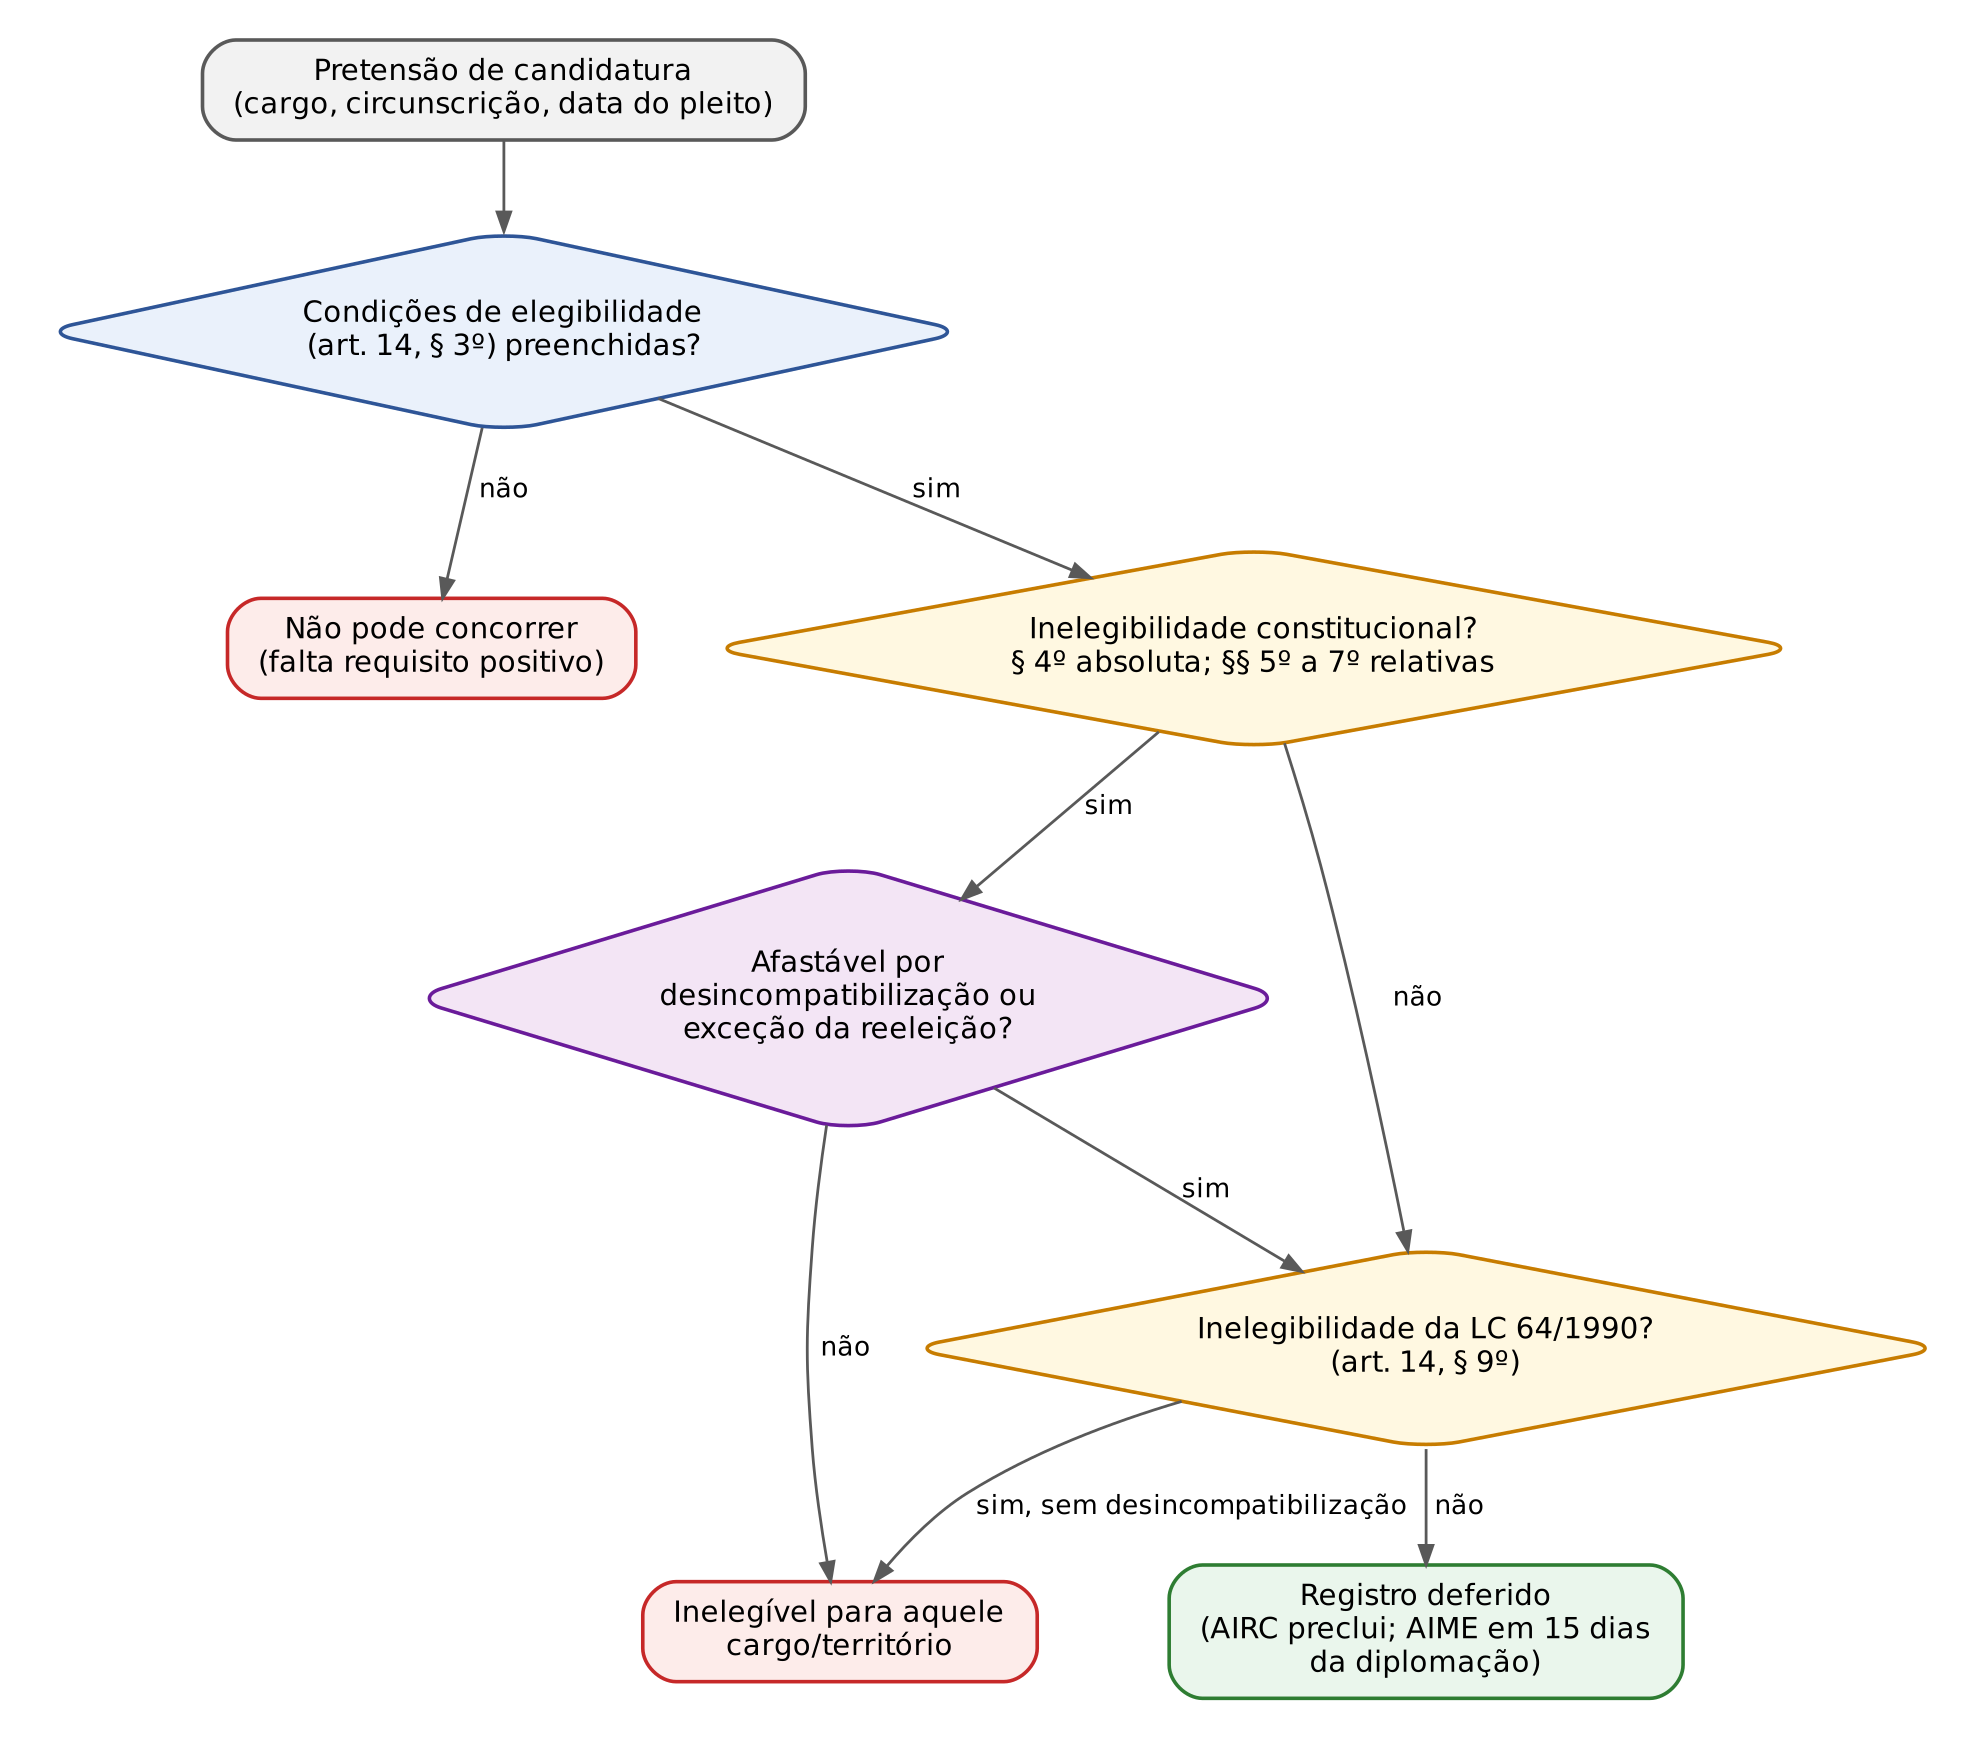 Pretensão de candidatura
(cargo, circunscrição, data do pleito)
Condições de elegibilidade
(art. 14, § 3º) preenchidas?
não
sim
Não pode concorrer
(falta requisito positivo)
Inelegibilidade constitucional?
§ 4º absoluta; §§ 5º a 7º relativas
sim
não
Afastável por
desincompatibilização ou
exceção da reeleição?
sim
não
Inelegibilidade da LC 64/1990?
(art. 14, § 9º)
sim, sem desincompatibilização
não
Inelegível para aquele
cargo/território
Registro deferido
(AIRC preclui; AIME em 15 dias
da diplomação)